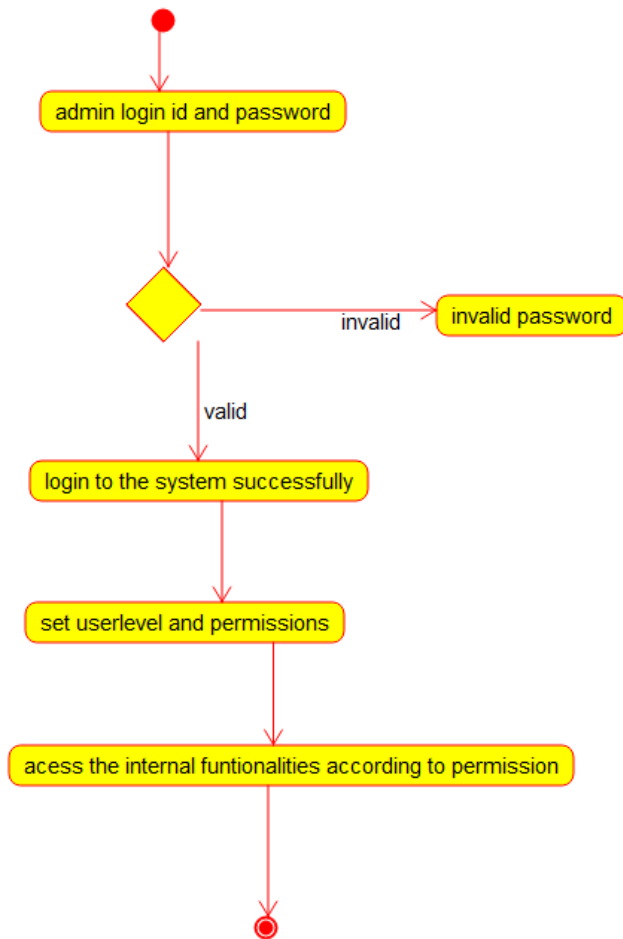 admin login id and password
invalid
invalid password
valid
login to the system successfully
set userlevel and permissions
acess the internal funtionalities according to permission